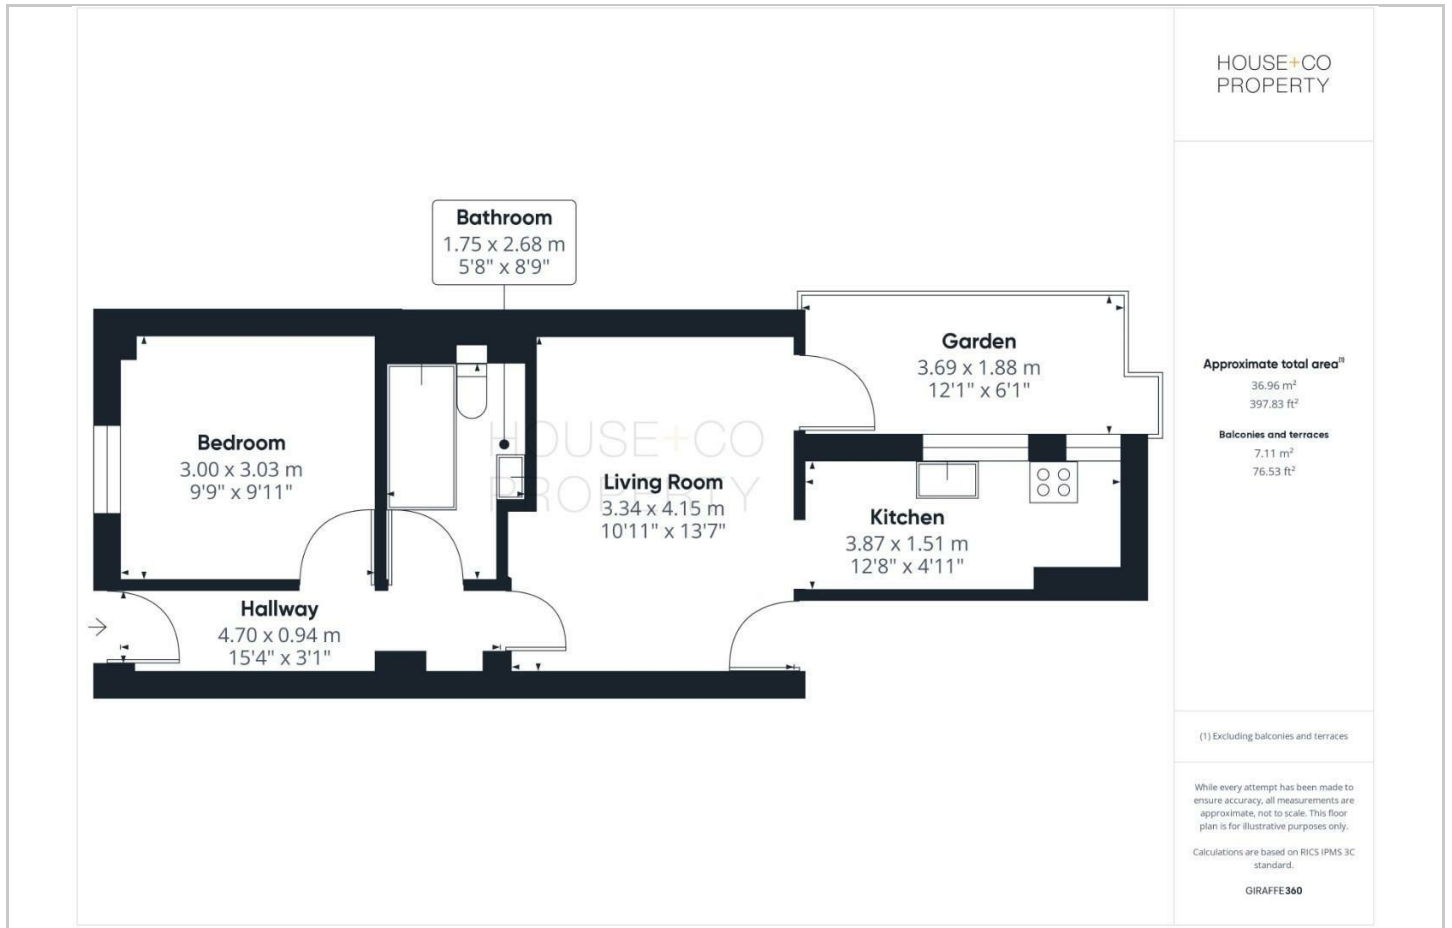 HOUSE+CO
PROPERTY
Bathroom
1.75 x 2.68 m
5'8" x 8'9"
Garden
3.69 x 1.88 m
12'1" x 6'1"
Bedroom
3.00 x 3.03 m
9'9" x 9'11"
HOUSE+CO
PROPERTY
Living Room
3.34 x 4.15 m
10'11" x 13'7"
Kitchen
3.87 x 1.51 m
12'8" x 4'11"
Hallway
4.70 x 0.94 m
15'4" x 3'1"
Approximate total area(1)
36.96 m²
397.83 ft²
Balconies and terraces
7.11 m²
76.53 ft²
(1) Excluding balconies and terraces
While every attempt has been made to
ensure accuracy, all measurements are
approximate, not to scale. This floor
plan is for illustrative purposes only.
Calculations are based on RICS IPMS 3C
standard.
GIRAFFE360